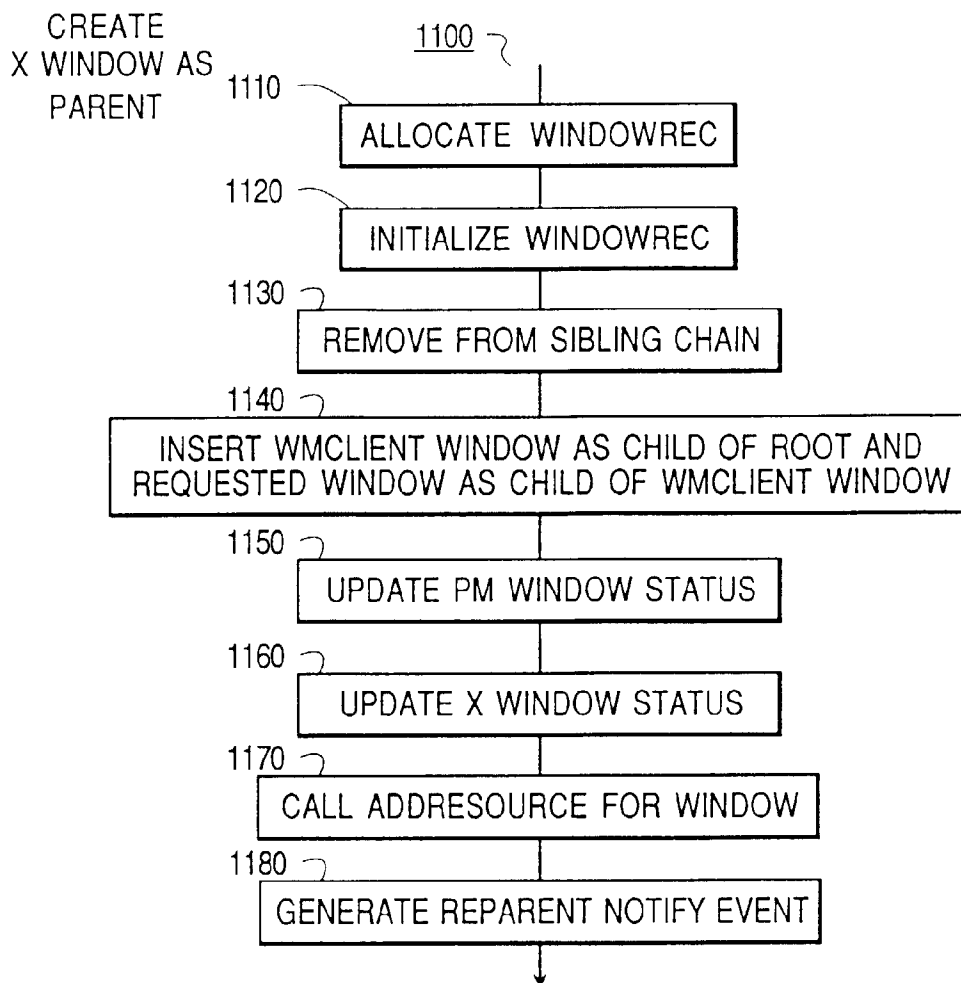 CREATE
X WINDOW AS
PARENT
1100
1110
ALLOCATE WINDOWREC
1120
INITIALIZE WINDOWREC
1130
REMOVE FROM SIBLING CHAIN
1140
INSERT WMCLIENT WINDOW AS CHILD OF ROOT AND
REQUESTED WINDOW AS CHILD OF WMCLIENT WINDOW
1150
UPDATE PM WINDOW STATUS
1160
UPDATE X WINDOW STATUS
1170
CALL ADDRESOURCE FOR WINDOW
1180
GENERATE REPARENT NOTIFY EVENT